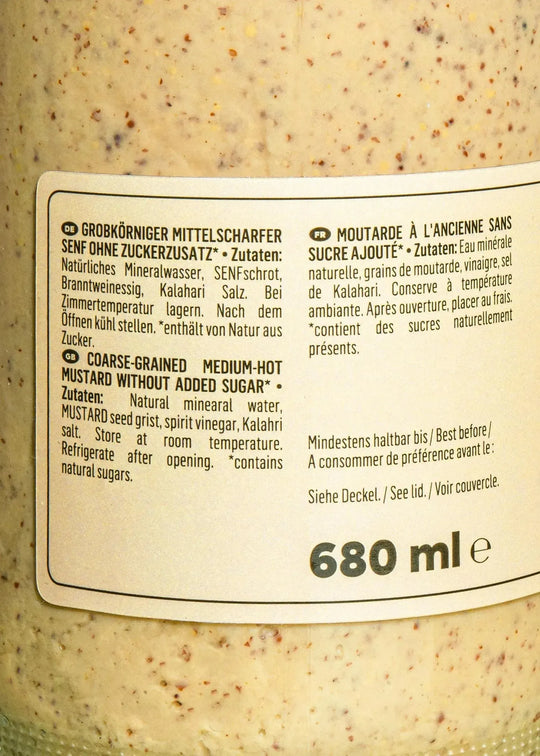 DE GROBKÖRNIGER MITTELSCHARFER
SENF OHNE ZUCKERZUSATZ* • Zutaten:
Natürliches Mineralwasser, SENFschrot,
Branntweinessig, Kalahari Salz. Bei
Zimmertemperatur lagern. Nach dem
Öffnen kühl stellen. *enthält von Natur aus
Zucker.
GB COARSE-GRAINED MEDIUM-HOT
MUSTARD WITHOUT ADDED SUGAR* •
Zutaten: Natural minearal water,
MUSTARD seed grist, spirit vinegar, Kalahri
salt. Store at room temperature.
Refrigerate after opening. *contains
natural sugars.
FR MOUTARDE À L'ANCIENNE SANS
SUCRE AJOUTÉ* • Zutaten: Eau minérale
naturelle, grains de moutarde, vinaigre, sel
de Kalahari. Conserve à température
ambiante. Après ouverture, placer au frais.
*contient des sucres naturellement
présents.
Mindestens haltbar bis / Best before /
A consommer de préférence avant le :
Siehe Deckel. / See lid. / Voir couvercle.
680 ml e